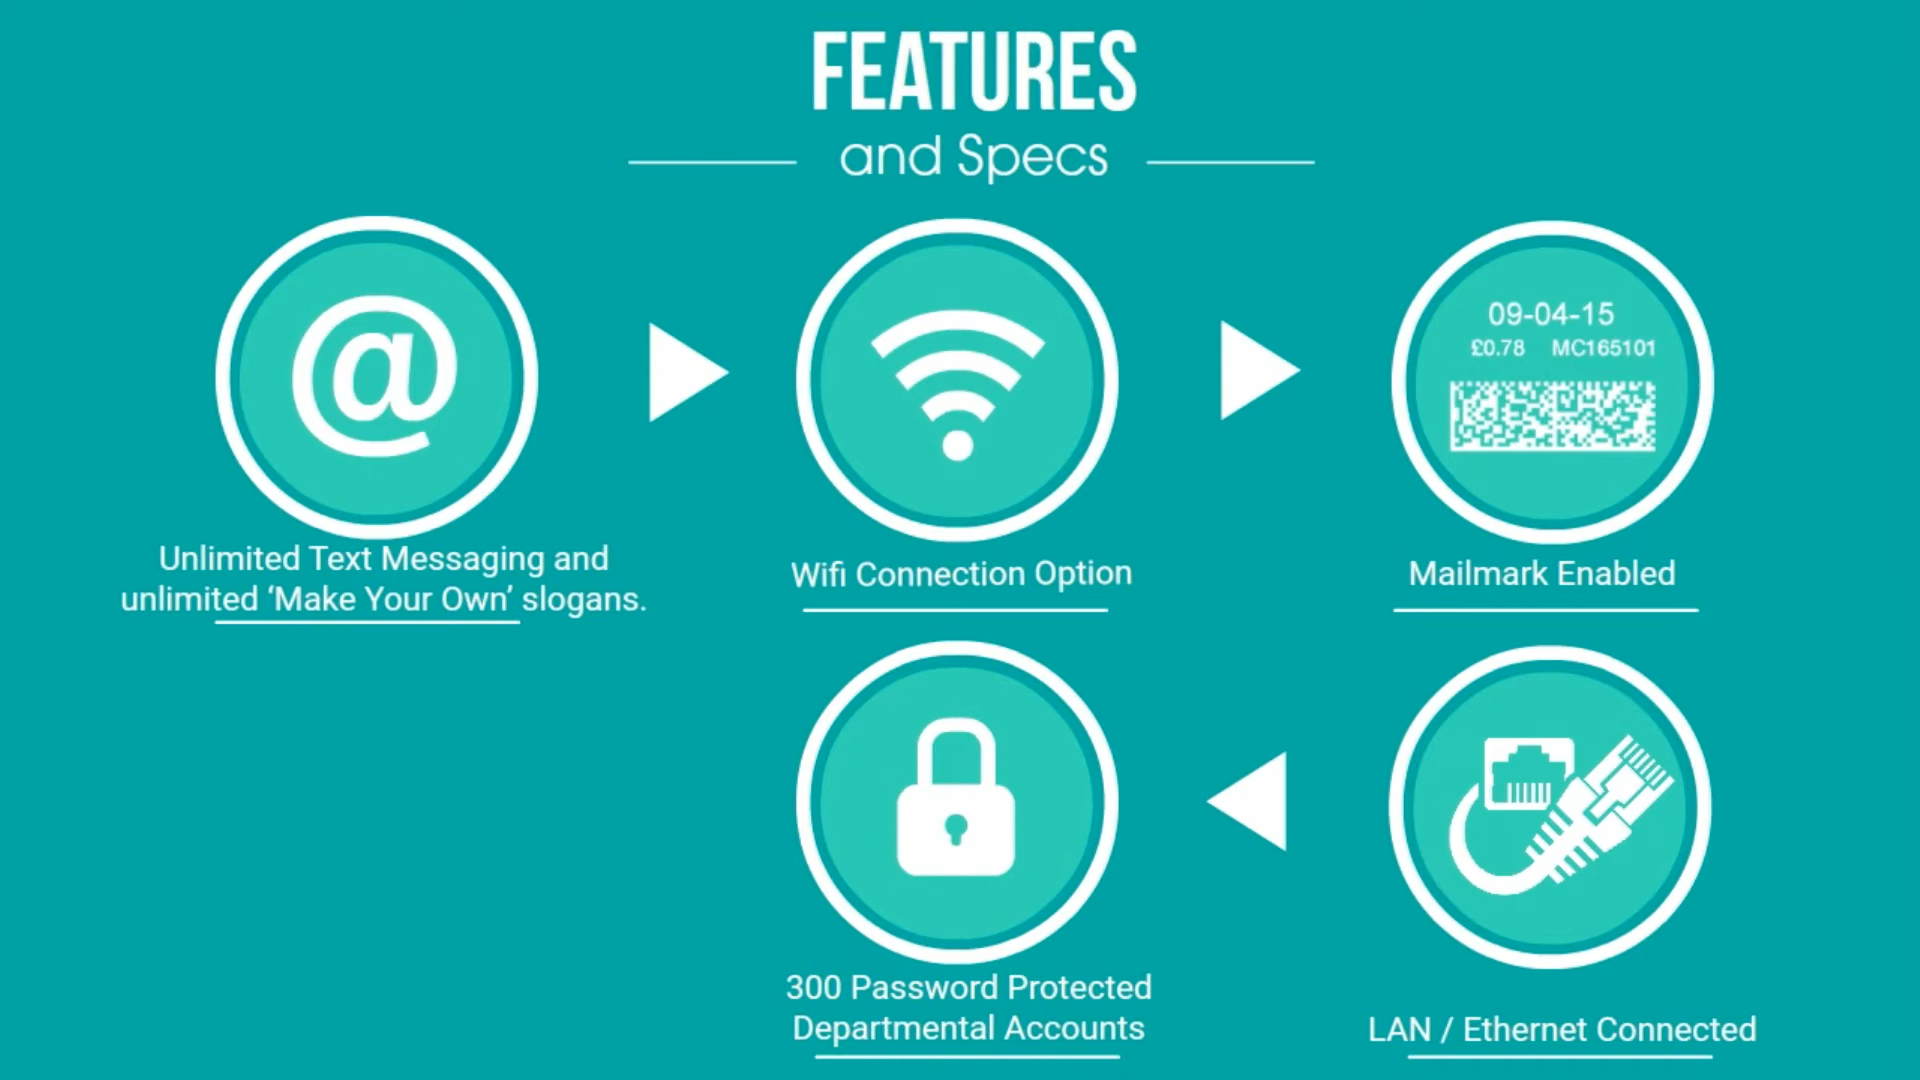 FEATURES
and Specs
@
09-04-15
£0.78 MC165101
Unlimited Text Messaging and
unlimited ‘Make Your Own’ slogans.
Wifi Connection Option
Mailmark Enabled
300 Password Protected
Departmental Accounts
LAN / Ethernet Connected